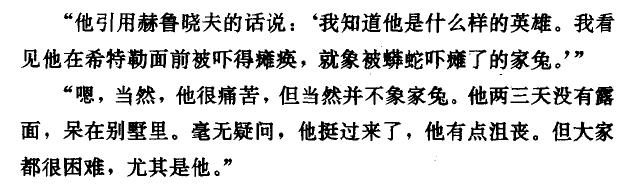 “他引用赫鲁晓夫的话说：‘我知道他是什么样的英雄。我看
见他在希特勒面前被吓得瘫痪，就象被蟒蛇吓瘫了的家兔。’”
“嗯，当然，他很痛苦，但当然并不象家兔。他两三天没有露
面，呆在别墅里。毫无疑问，他挺过来了，他有点沮丧。但大家
都很困难，尤其是他。”